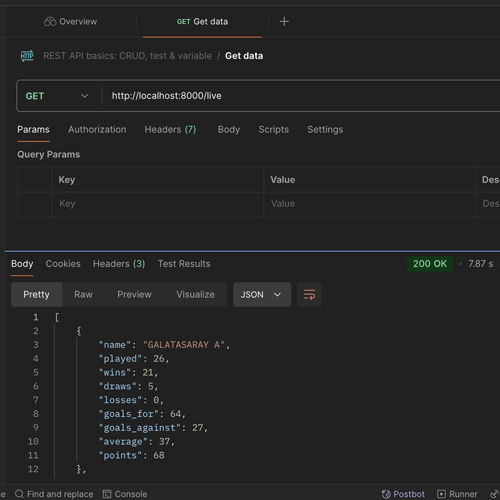 Overview
GET Get data
HTTP REST API basics: CRUD, test & variable / Get data
GET http://localhost:8000/live
Params Authorization Headers (7) Body Scripts Settings
Query Params
Key Value Des
Key Value Des
Body Cookies Headers (3) Test Results 200 OK 7.87 s
Pretty Raw Preview Visualize JSON
1 [
2 {
3 "name": "GALATASARAY A",
4 "played": 26,
5 "wins": 21,
6 "draws": 5,
7 "losses": 0,
8 "goals_for": 64,
9 "goals_against": 27,
10 "average": 37,
11 "points": 68
12 },
e Find and replace Console Postbot Runner